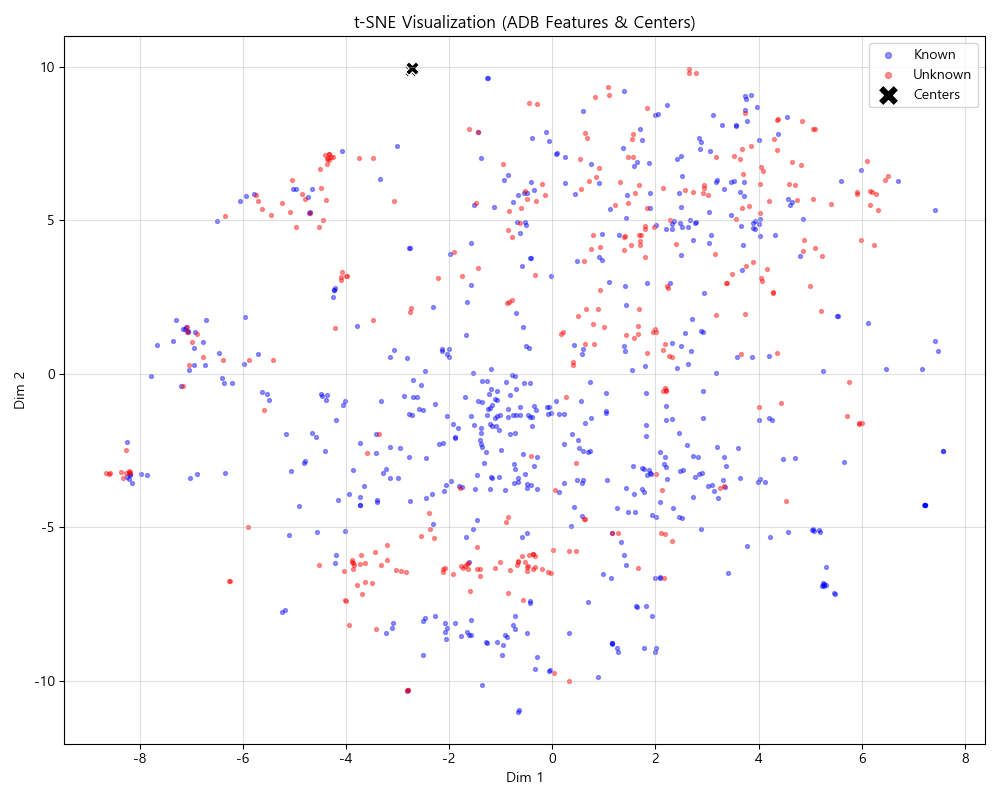 t-SNE Visualization (ADB Features & Centers)
Known
Unknown
Centers
10
5
0
-5
-10
Dim 2
-8
-6
-4
-2
0
2
4
6
8
Dim 1